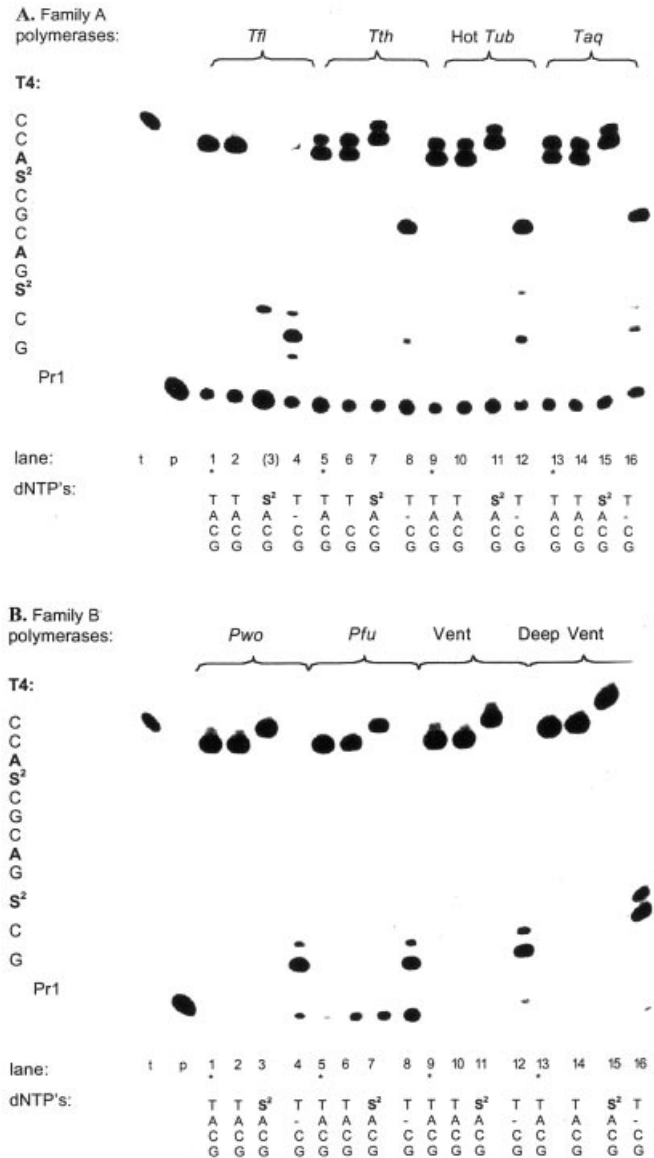 A. Family A
polymerases: Tfl Tth Hot Tub Taq
T4:
C
C
A
S²
C
G
C
A
G
S²
C
G
Pr1
lane: t p 1 2 (3) 4 5 6 7 8 9 10 11 12 13 14 15 16
* * * *
dNTP's: T T S² T T T S² T T T S² T T T S² T
A A A - A A - A A A - A A A -
C C C C C C C C C C C C C C C C
G G G G G G G G G G G G G G G G
B. Family B
polymerases: Pwo Pfu Vent Deep Vent
T4:
C
C
A
S²
C
G
C
A
G
S²
C
G
Pr1
lane: t p 1 2 3 4 5 6 7 8 9 10 11 12 13 14 15 16
* * * *
dNTP's: T T S² T T T S² T T T S² T T T S² T
A A A - A A A - A A A - A A A -
C C C C C C C C C C C C C C C C
G G G G G G G G G G G G G G G G